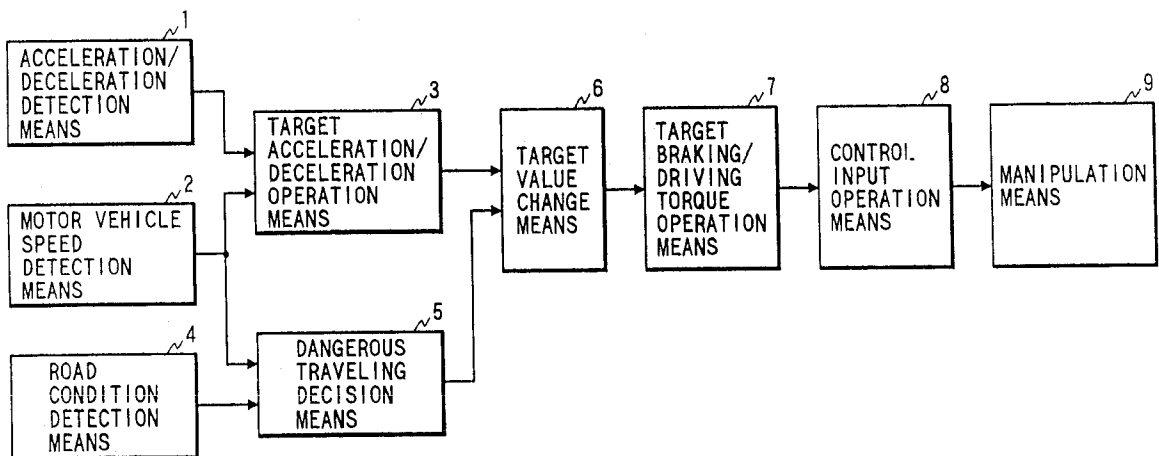 1
ACCELERATION/
DECELERATION
DETECTION
MEANS
2
MOTOR VEHICLE
SPEED
DETECTION
MEANS
4
ROAD
CONDITION
DETECTION
MEANS
3
TARGET
ACCELERATION/
DECELERATION
OPERATION
MEANS
5
DANGEROUS
TRAVELING
DECISION
MEANS
6
TARGET
VALUE
CHANGE
MEANS
7
TARGET
BRAKING/
DRIVING
TORQUE
OPERATION
MEANS
8
CONTROL
INPUT
OPERATION
MEANS
9
MANIPULATION
MEANS